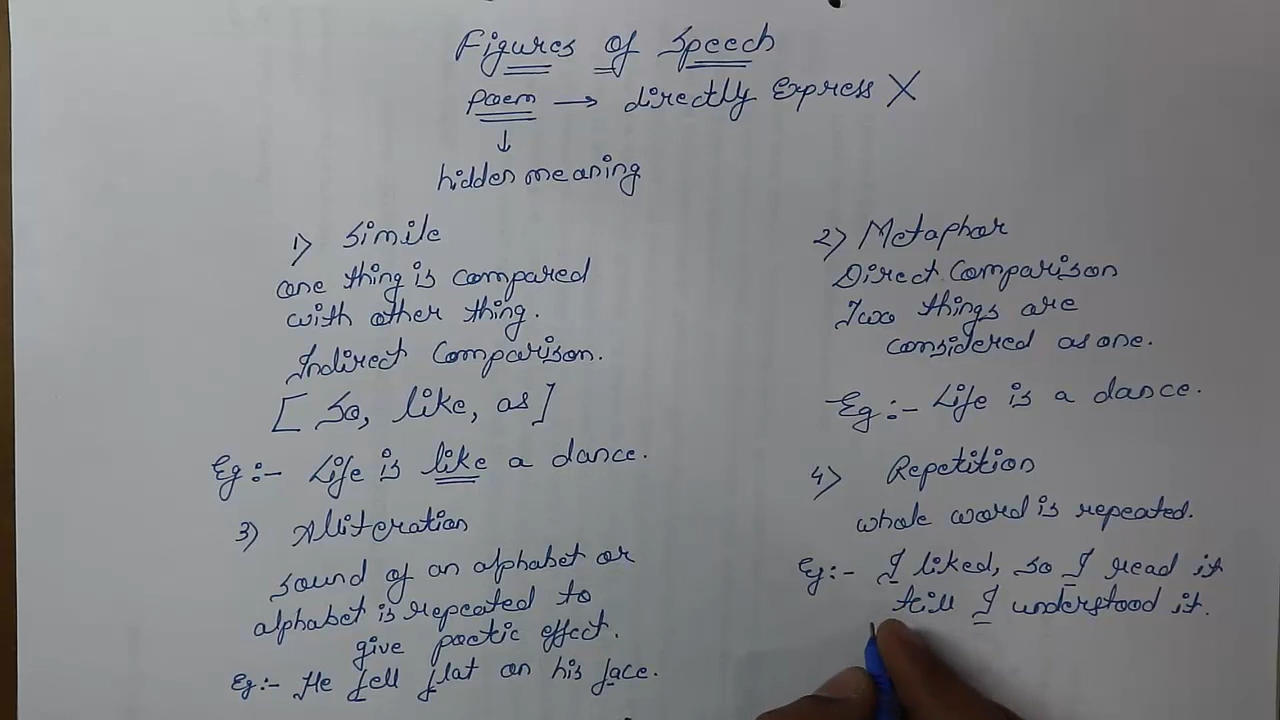 Figures of Speech
Poem → directly Express X
↓
hidden meaning
1) Simile
one thing is compared
with other thing.
Indirect Comparison.
[ So, like, as ]
Eg:- Life is like a dance.
2) Metaphor
Direct Comparison
Two things are
considered as one.
Eg:- Life is a dance.
3) Alliteration
Sound of an alphabet or
alphabet is repeated to
give poetic effect.
Eg:- He fell flat on his face.
4) Repetition
whole word is repeated.
Eg:- I liked, so I read it
till I understood it.